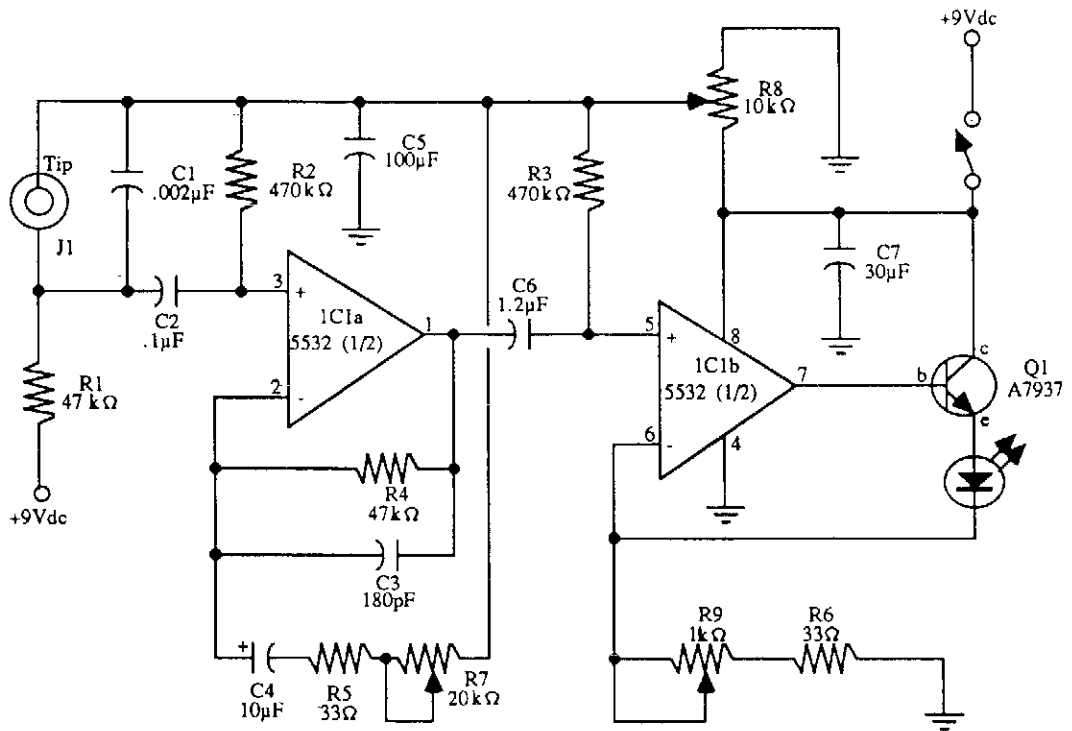 +9Vdc
R8
10kΩ
Tip
C1
.002µF
R2
470kΩ
C5
100µF
R3
470kΩ
J1
C7
30µF
C2
.1µF
3
+
1C1a
5532 (1/2)
1
2
-
C6
1.2µF
5
+
8
1C1b
5532 (1/2)
7
6
-
4
b
c
e
Q1
A7937
R1
47kΩ
+9Vdc
R4
47kΩ
C3
180pF
+
C4
10µF
R5
33Ω
R7
20kΩ
R9
1kΩ
R6
33Ω